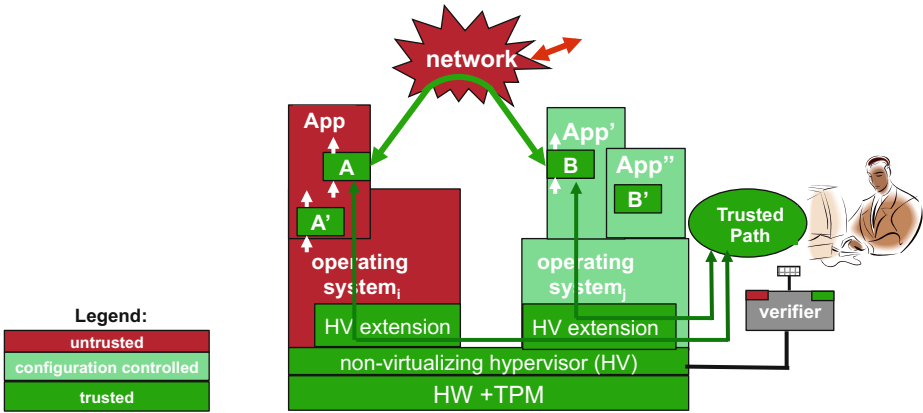 network
App
App’
A
B
App”
A’
B’
Trusted
Path
operating
systemᵢ
operating
systemⱼ
verifier
HV extension
HV extension
non-virtualizing hypervisor (HV)
HW +TPM
Legend:
untrusted
configuration controlled
trusted